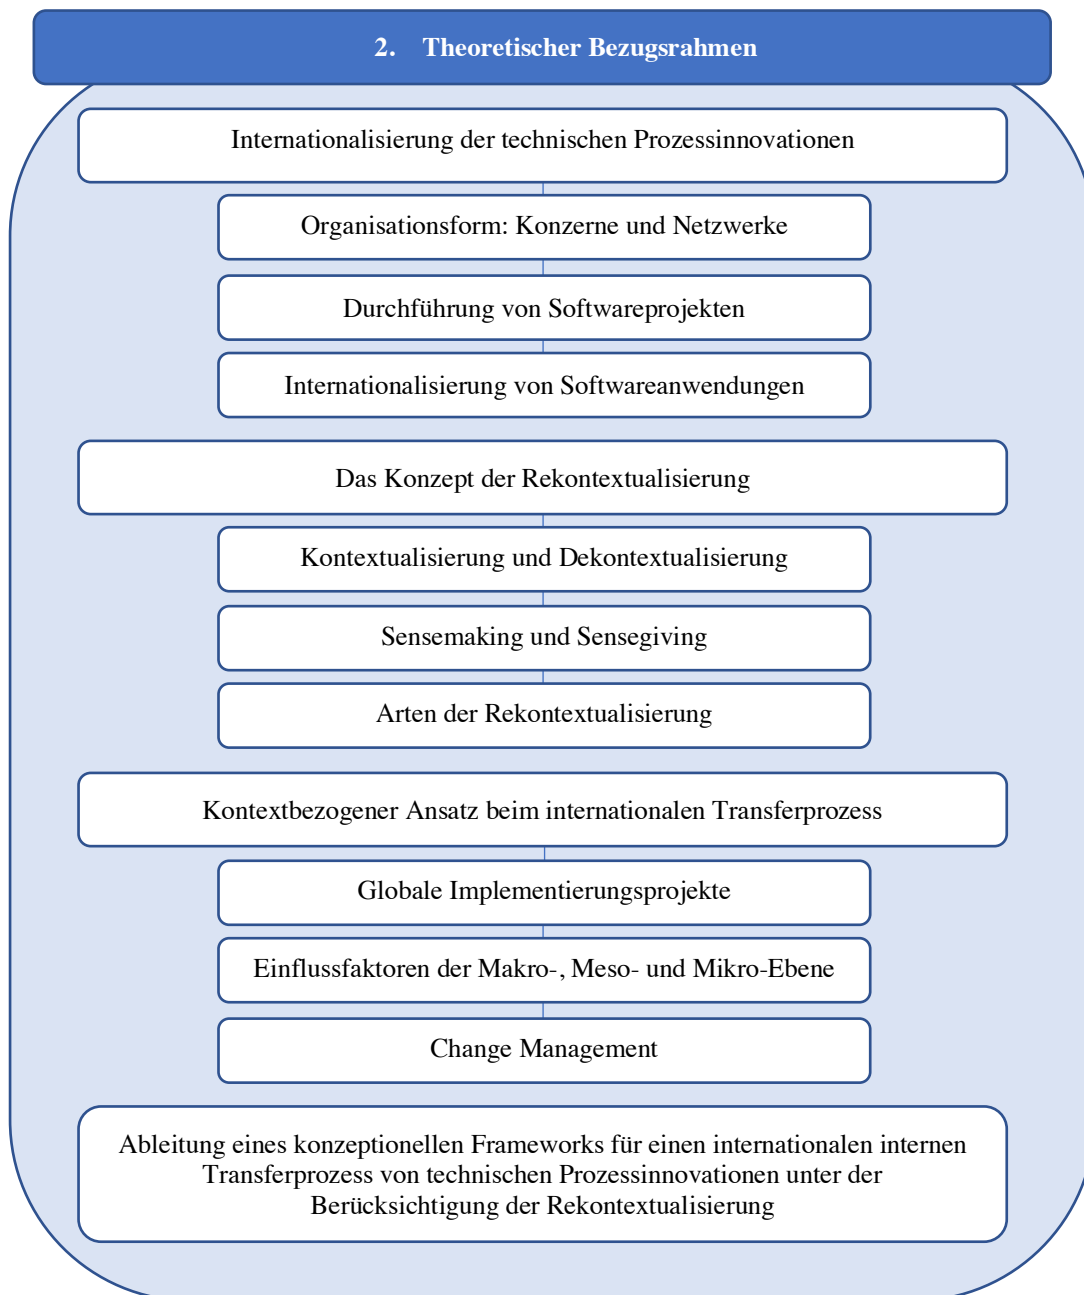 2. Theoretischer Bezugsrahmen
Internationalisierung der technischen Prozessinnovationen
Organisationsform: Konzerne und Netzwerke
Durchführung von Softwareprojekten
Internationalisierung von Softwareanwendungen
Das Konzept der Rekontextualisierung
Kontextualisierung und Dekontextualisierung
Sensemaking und Sensegiving
Arten der Rekontextualisierung
Kontextbezogener Ansatz beim internationalen Transferprozess
Globale Implementierungsprojekte
Einflussfaktoren der Makro-, Meso- und Mikro-Ebene
Change Management
Ableitung eines konzeptionellen Frameworks für einen internationalen internen
Transferprozess von technischen Prozessinnovationen unter der
Berücksichtigung der Rekontextualisierung